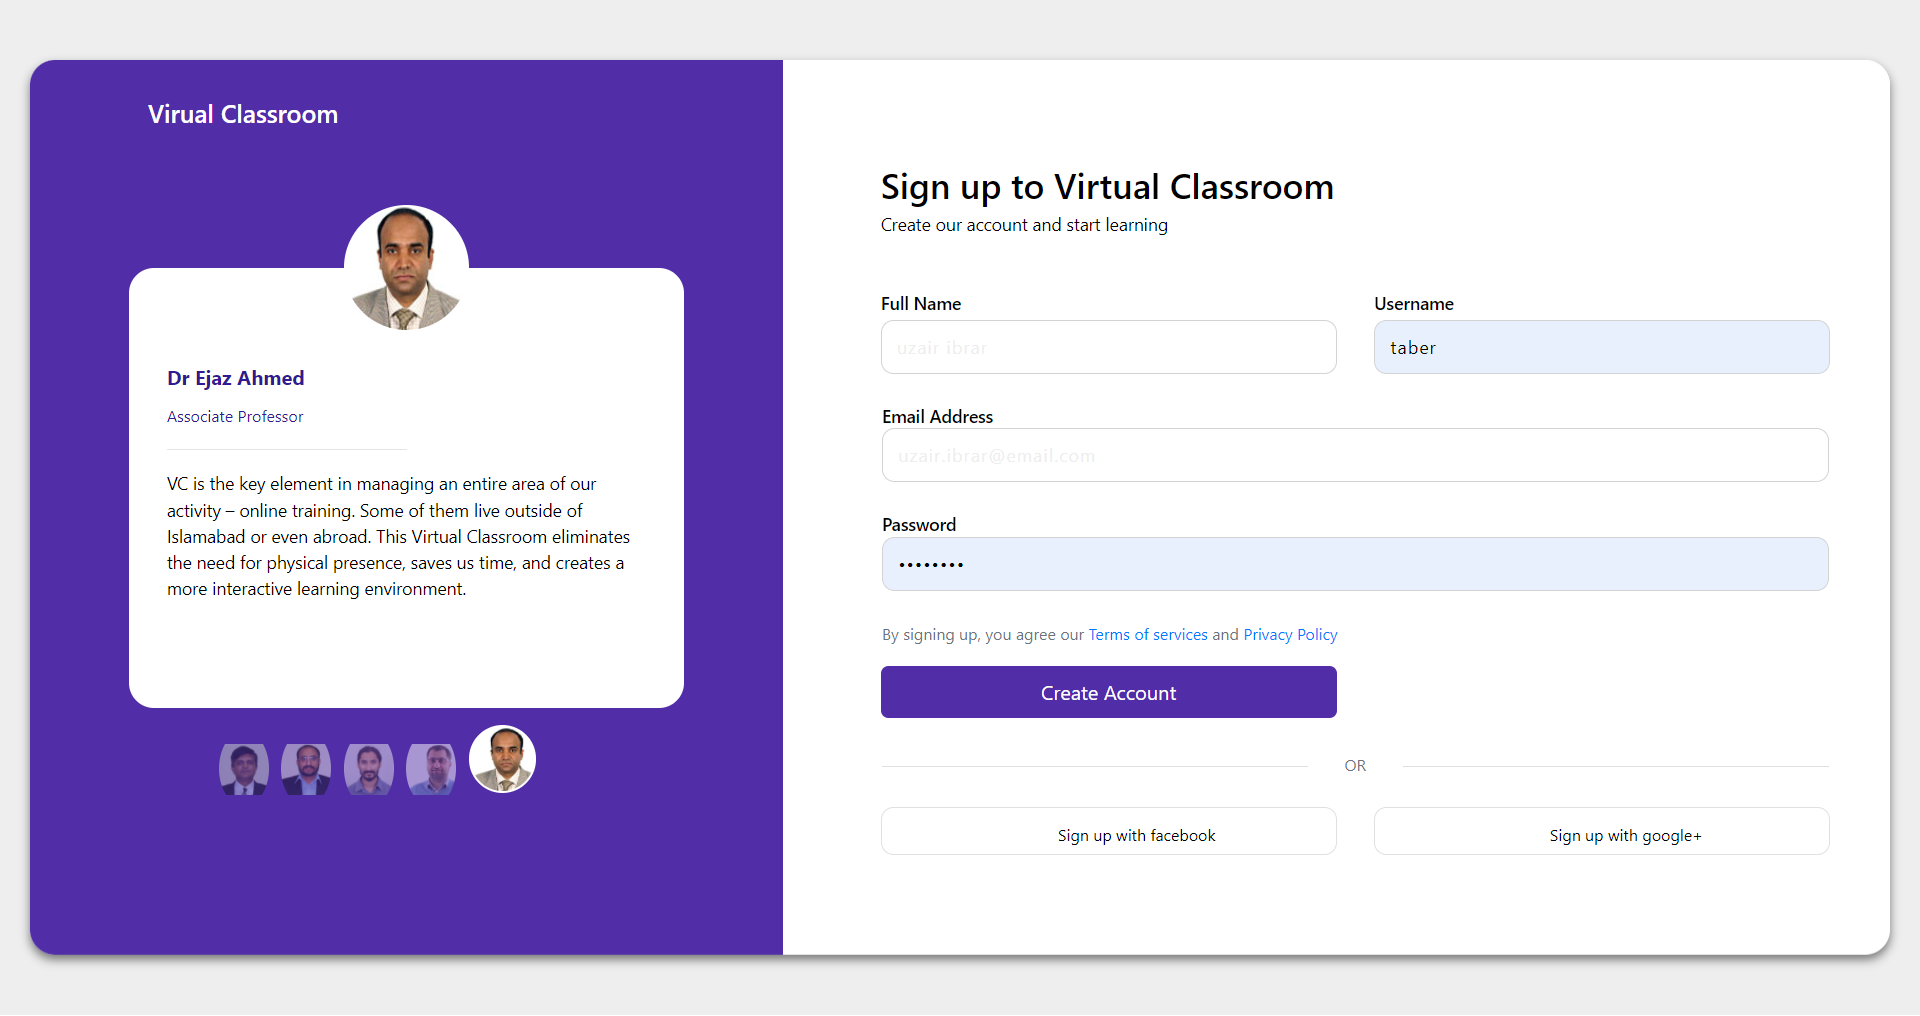 Virual Classroom
Dr Ejaz Ahmed
Associate Professor
VC is the key element in managing an entire area of our
activity – online training. Some of them live outside of
Islamabad or even abroad. This Virtual Classroom eliminates
the need for physical presence, saves us time, and creates a
more interactive learning environment.
Sign up to Virtual Classroom
Create our account and start learning
Full Name
Username
uzair ibrar
taber
Email Address
uzair.ibrar@email.com
Password
••••••••
By signing up, you agree our Terms of services and Privacy Policy
Create Account
OR
Sign up with facebook
Sign up with google+